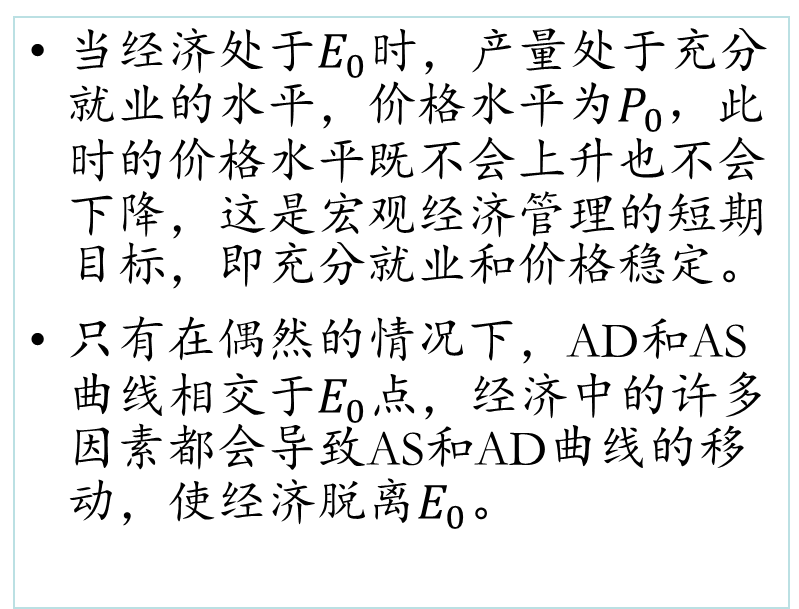 • 当经济处于𝐸₀时，产量处于充分
就业的水平，价格水平为𝑃₀，此
时的价格水平既不会上升也不会
下降，这是宏观经济管理的短期
目标，即充分就业和价格稳定。
• 只有在偶然的情况下，AD和AS
曲线相交于𝐸₀点，经济中的许多
因素都会导致AS和AD曲线的移
动，使经济脱离𝐸₀。